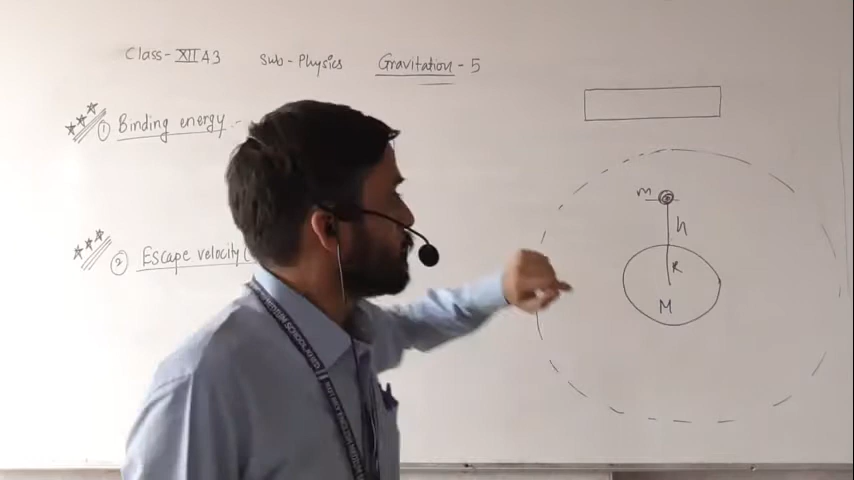 Class - XII A3 Sub - Physics Gravitation - 5
① Binding energy :-
② Escape velocity (
m
h
R
M